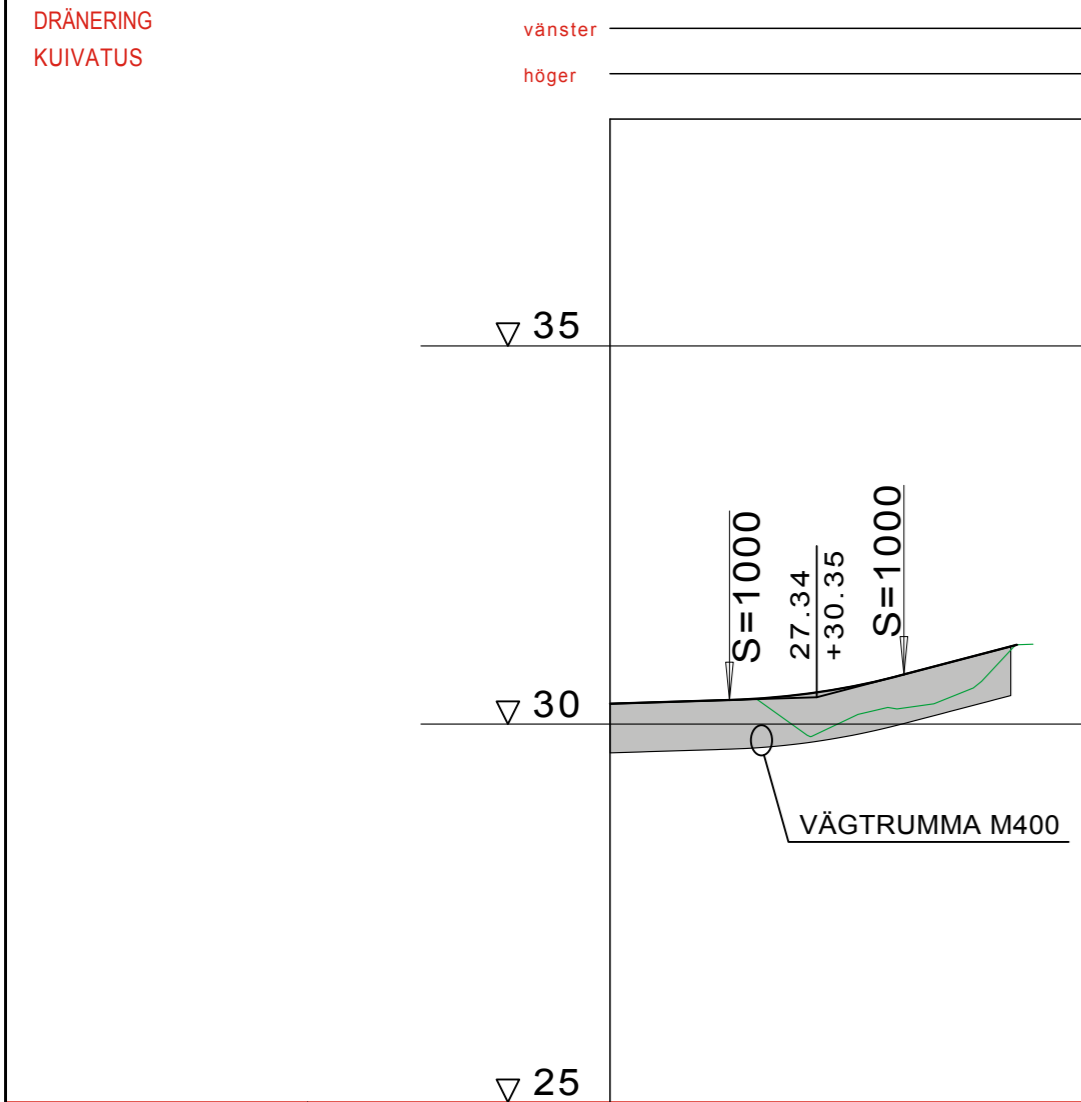 DRÄNERING
KUIVATUS
vänster
höger
▽ 35
S=1000
27.34
+30.35
S=1000
▽ 30
VÄGTRUMMA M400
▽ 25